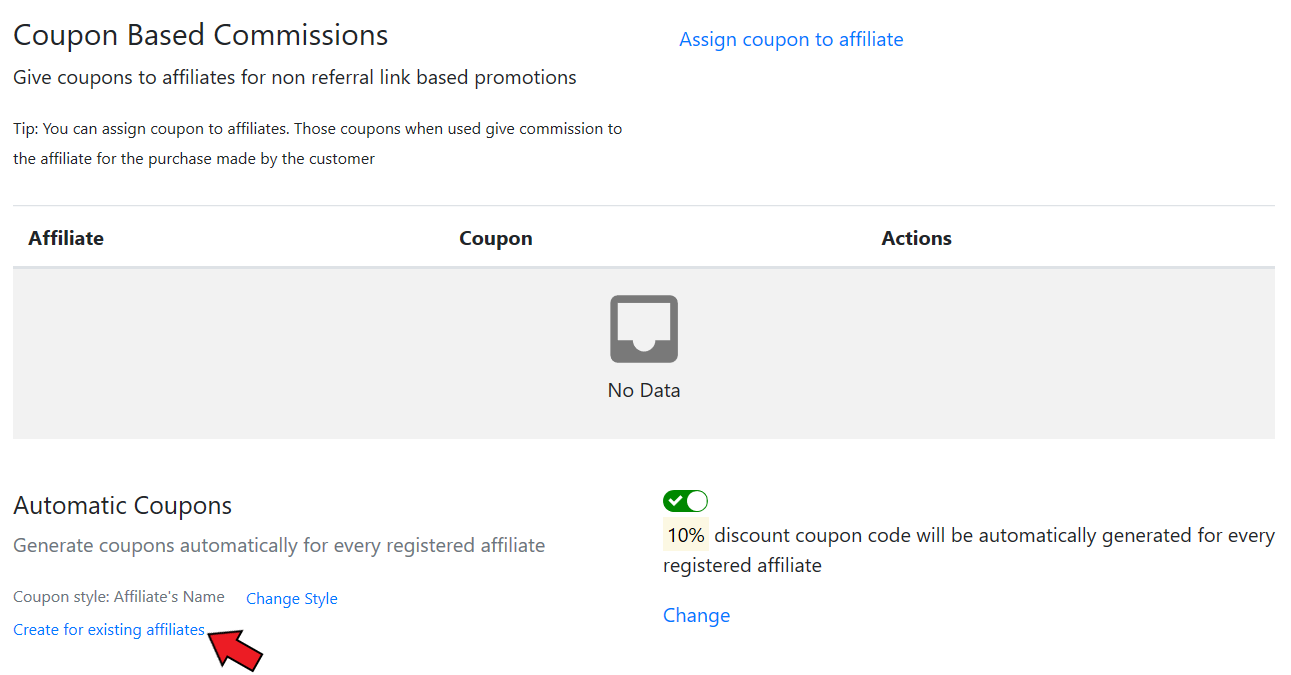 Coupon Based Commissions
Assign coupon to affiliate
Give coupons to affiliates for non referral link based promotions
Tip: You can assign coupon to affiliates. Those coupons when used give commission to
the affiliate for the purchase made by the customer
Affiliate Coupon Actions
No Data
Automatic Coupons
Generate coupons automatically for every registered affiliate
Coupon style: Affiliate's Name Change Style
Create for existing affiliates
10% discount coupon code will be automatically generated for every
registered affiliate
Change